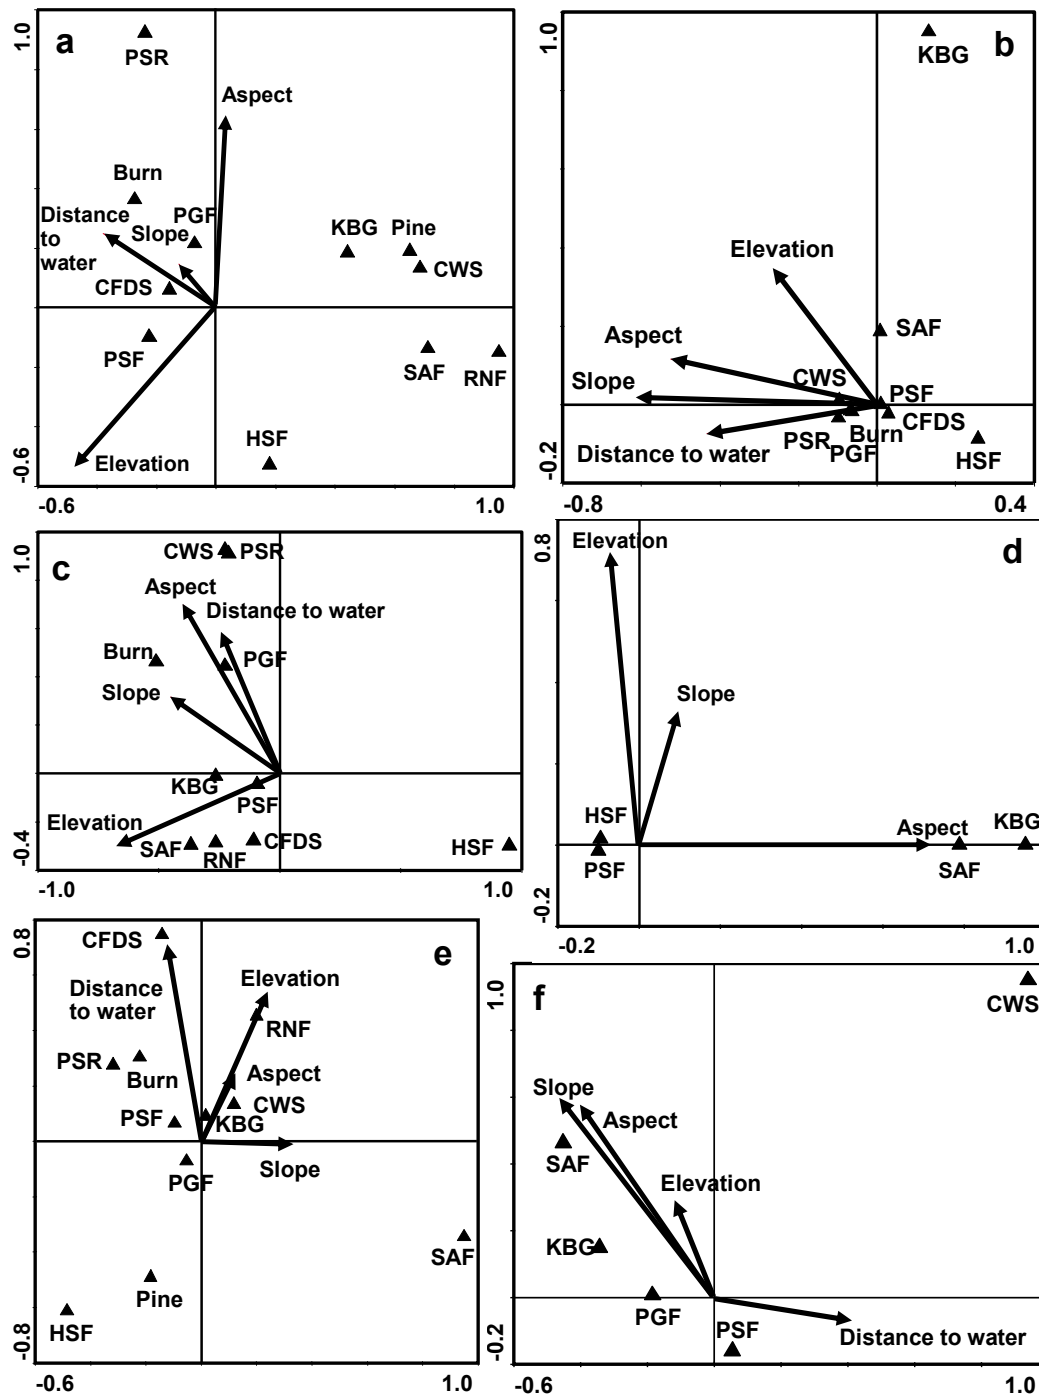 1.0
a
PSR
Aspect
Burn
Distance
to
water
PGF
Slope
KBG
Pine
CWS
CFDS
PSF
SAF
RNF
HSF
Elevation
-0.6
-0.6
1.0
1.0
b
KBG
Elevation
SAF
Aspect
CWS
Slope
PSF
CFDS
PSR
Burn
PGF
Distance to water
HSF
-0.2
-0.8
0.4
1.0
c
CWS
PSR
Aspect
Distance to water
Burn
PGF
Slope
KBG
PSF
Elevation
SAF
RNF
CFDS
HSF
-0.4
-1.0
1.0
0.8
Elevation
d
Slope
HSF
Aspect
KBG
PSF
SAF
-0.2
-0.2
1.0
0.8
CFDS
e
Distance
to water
Elevation
RNF
PSR
Burn
Aspect
CWS
PSF
KBG
PGF
Slope
SAF
Pine
HSF
-0.8
-0.6
1.0
1.0
f
CWS
Slope
Aspect
SAF
Elevation
KBG
PGF
PSF
Distance to water
-0.2
-0.6
1.0